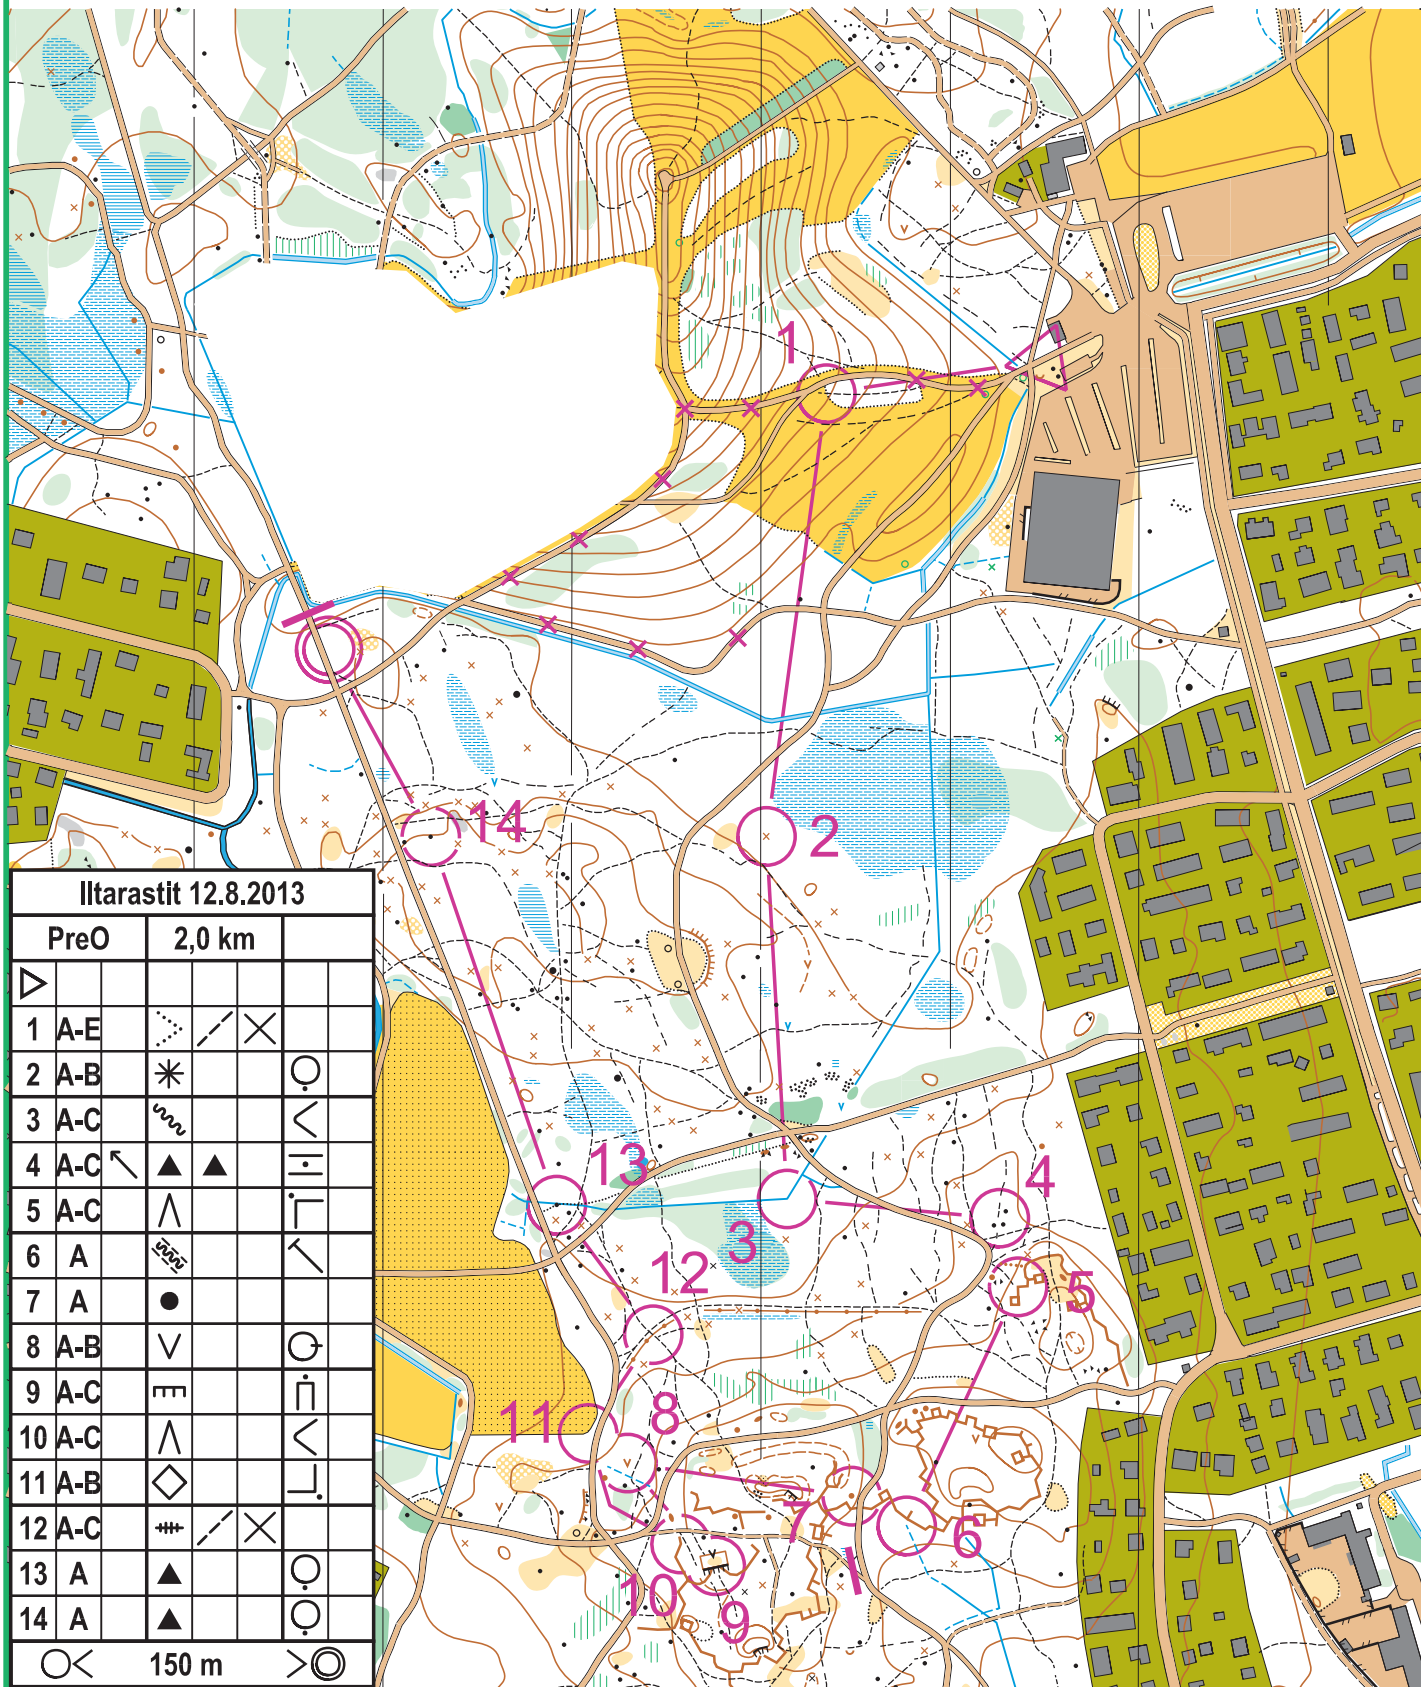 Iltarastit 12.8.2013
PreO 2,0 km
1 A-E
2 A-B
3 A-C
4 A-C
5 A-C
6 A
7 A
8 A-B
9 A-C
10 A-C
11 A-B
12 A-C
13 A
14 A
150 m
1
2
14
13
3
4
12
5
11
8
7
6
10
9